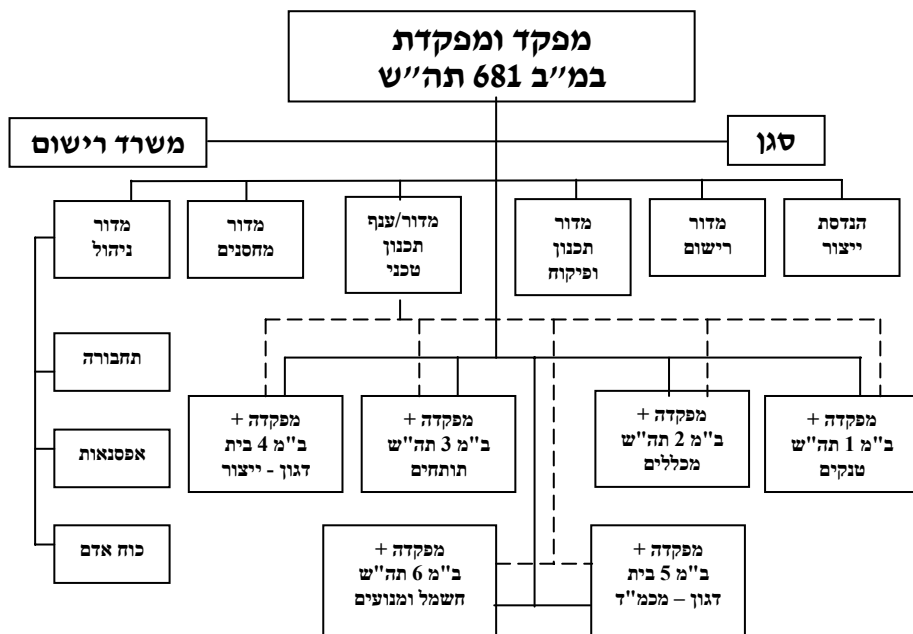 מפקד ומפקדת
במ״ב 681 תה״ש
סגן
משרד רישום
הנדסת
ייצור
מדור
רישום
מדור
תכנון
ופיקוח
מדור/ענף
תכנון
טכני
מדור
מחסנים
מדור
ניהול
תחבורה
אפסנאות
כוח אדם
מפקדה +
ב"מ 1 תה"ש
טנקים
מפקדה +
ב"מ 2 תה"ש
מכללים
מפקדה +
ב"מ 3 תה"ש
תותחים
מפקדה +
ב"מ 4 בית
דגון - ייצור
מפקדה +
ב"מ 5 בית
דגון – מכמ"ד
מפקדה +
ב"מ 6 תה"ש
חשמל ומנועים